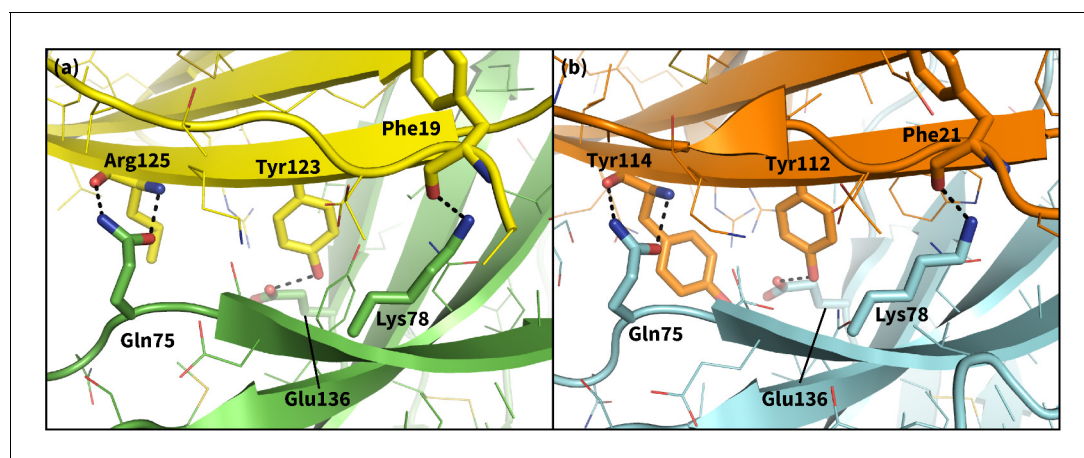 (a)
Phe19
Arg125
Tyr123
Gln75
Lys78
Glu136
(b)
Phe21
Tyr114
Tyr112
Gln75
Lys78
Glu136